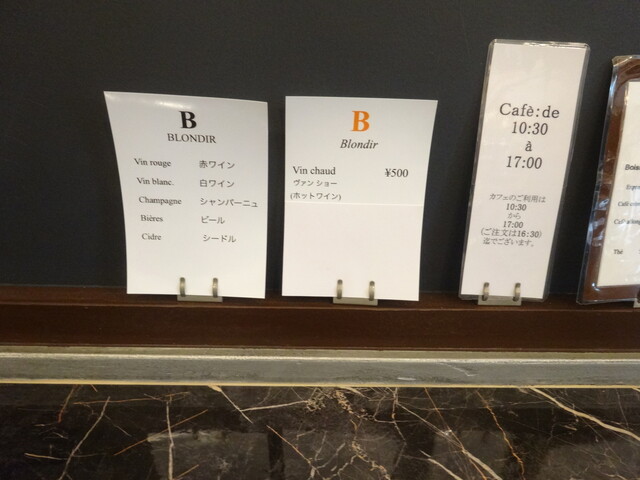 B
BLONDIR
Vin rouge 赤ワイン
Vin blanc. 白ワイン
Champagne シャンパーニュ
Bières ビール
Cidre シードル
B
Blondir
Vin chaud ¥500
ヴァン ショー
(ホットワイン)
Cafè:de
10:30
à
17:00
カフェのご利用は
10:30
から
17:00
(ご注文は16:30)
迄でございます。
The